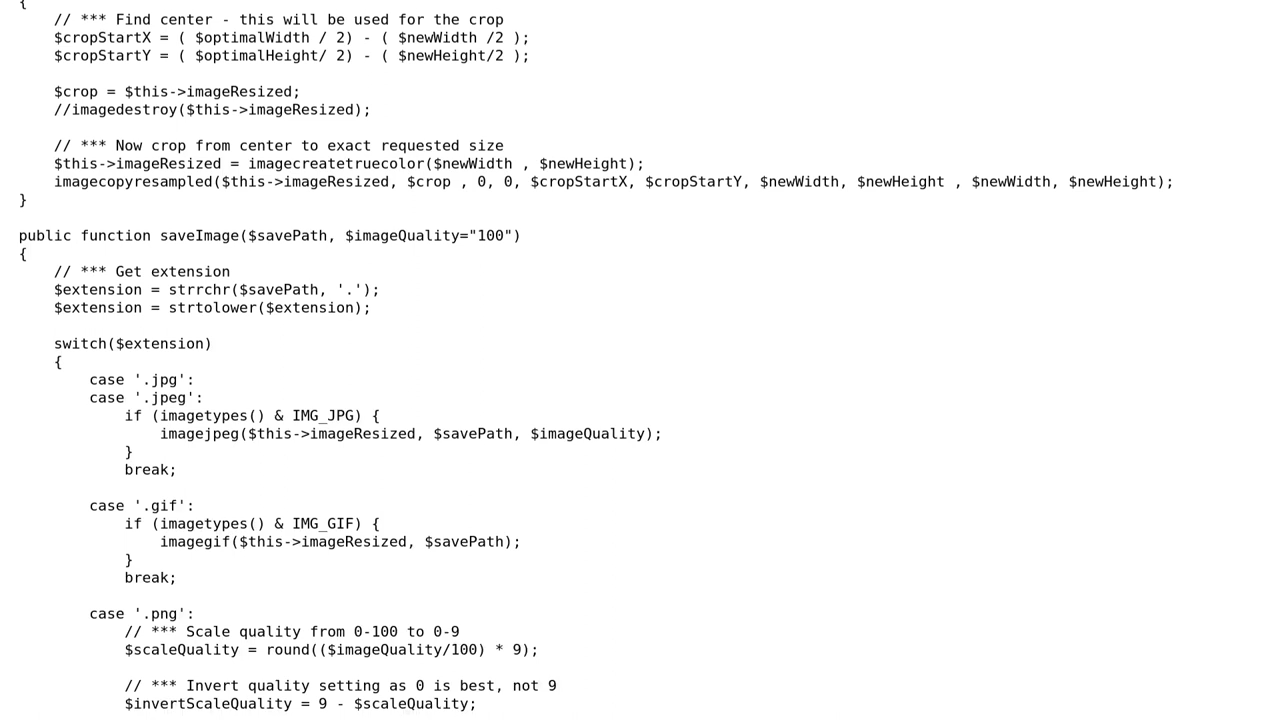 {
    // *** Find center - this will be used for the crop
    $cropStartX = ( $optimalWidth / 2) - ( $newWidth /2 );
    $cropStartY = ( $optimalHeight/ 2) - ( $newHeight/2 );

    $crop = $this->imageResized;
    //imagedestroy($this->imageResized);

    // *** Now crop from center to exact requested size
    $this->imageResized = imagecreatetruecolor($newWidth , $newHeight);
    imagecopyresampled($this->imageResized, $crop , 0, 0, $cropStartX, $cropStartY, $newWidth, $newHeight , $newWidth, $newHeight);
}

public function saveImage($savePath, $imageQuality="100")
{
    // *** Get extension
    $extension = strrchr($savePath, '.');
    $extension = strtolower($extension);

    switch($extension)
    {
        case '.jpg':
        case '.jpeg':
            if (imagetypes() & IMG_JPG) {
                imagejpeg($this->imageResized, $savePath, $imageQuality);
            }
            break;

        case '.gif':
            if (imagetypes() & IMG_GIF) {
                imagegif($this->imageResized, $savePath);
            }
            break;

        case '.png':
            // *** Scale quality from 0-100 to 0-9
            $scaleQuality = round(($imageQuality/100) * 9);

            // *** Invert quality setting as 0 is best, not 9
            $invertScaleQuality = 9 - $scaleQuality;